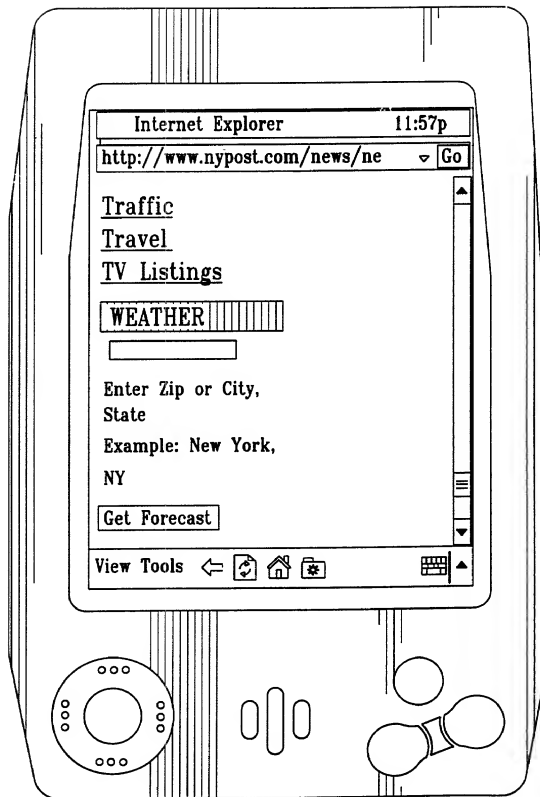 Internet Explorer 11:57p
http://www.nypost.com/news/ne Go
Traffic
Travel
TV Listings
WEATHER
Enter Zip or City,
State
Example: New York,
NY
Get Forecast
View Tools